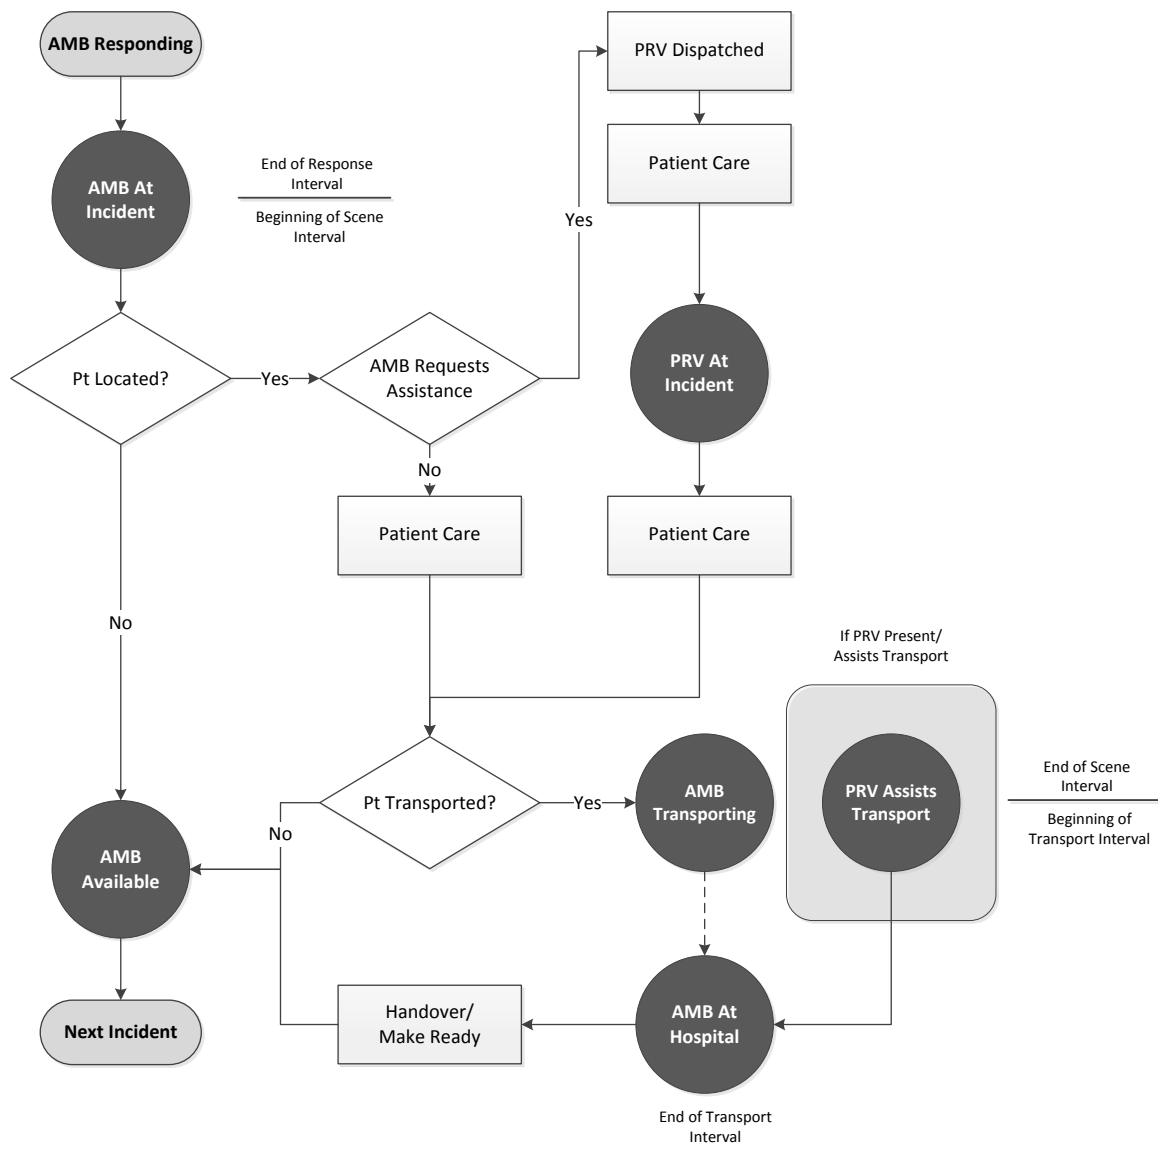 AMB Responding
PRV Dispatched
Patient Care
End of Response
Interval
AMB At
Incident
Beginning of Scene
Interval
Yes
Pt Located?
Yes
AMB Requests
Assistance
PRV At
Incident
No
Patient Care
Patient Care
No
If PRV Present/
Assists Transport
Pt Transported?
Yes
AMB
Transporting
PRV Assists
Transport
End of Scene
Interval
Beginning of
Transport Interval
No
AMB
Available
Next Incident
Handover/
Make Ready
AMB At
Hospital
End of Transport
Interval